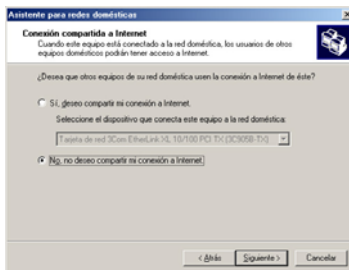 Asistente para redes domésticas
Conexión compartida a Internet
Cuando este equipo está conectado a la red doméstica, los usuarios de otros
equipos domésticos podrán tener acceso a Internet.
¿Desea que otros equipos de su red doméstica usen la conexión a Internet de éste?
Sí, deseo compartir mi conexión a Internet.
Seleccione el dispositivo que conecta este equipo a la red doméstica:
Tarjeta de red 3Com EtherLink XL 10/100 PCI TX (3C905B-TX)
No, no deseo compartir mi conexión a Internet.
< Atrás Siguiente > Cancelar